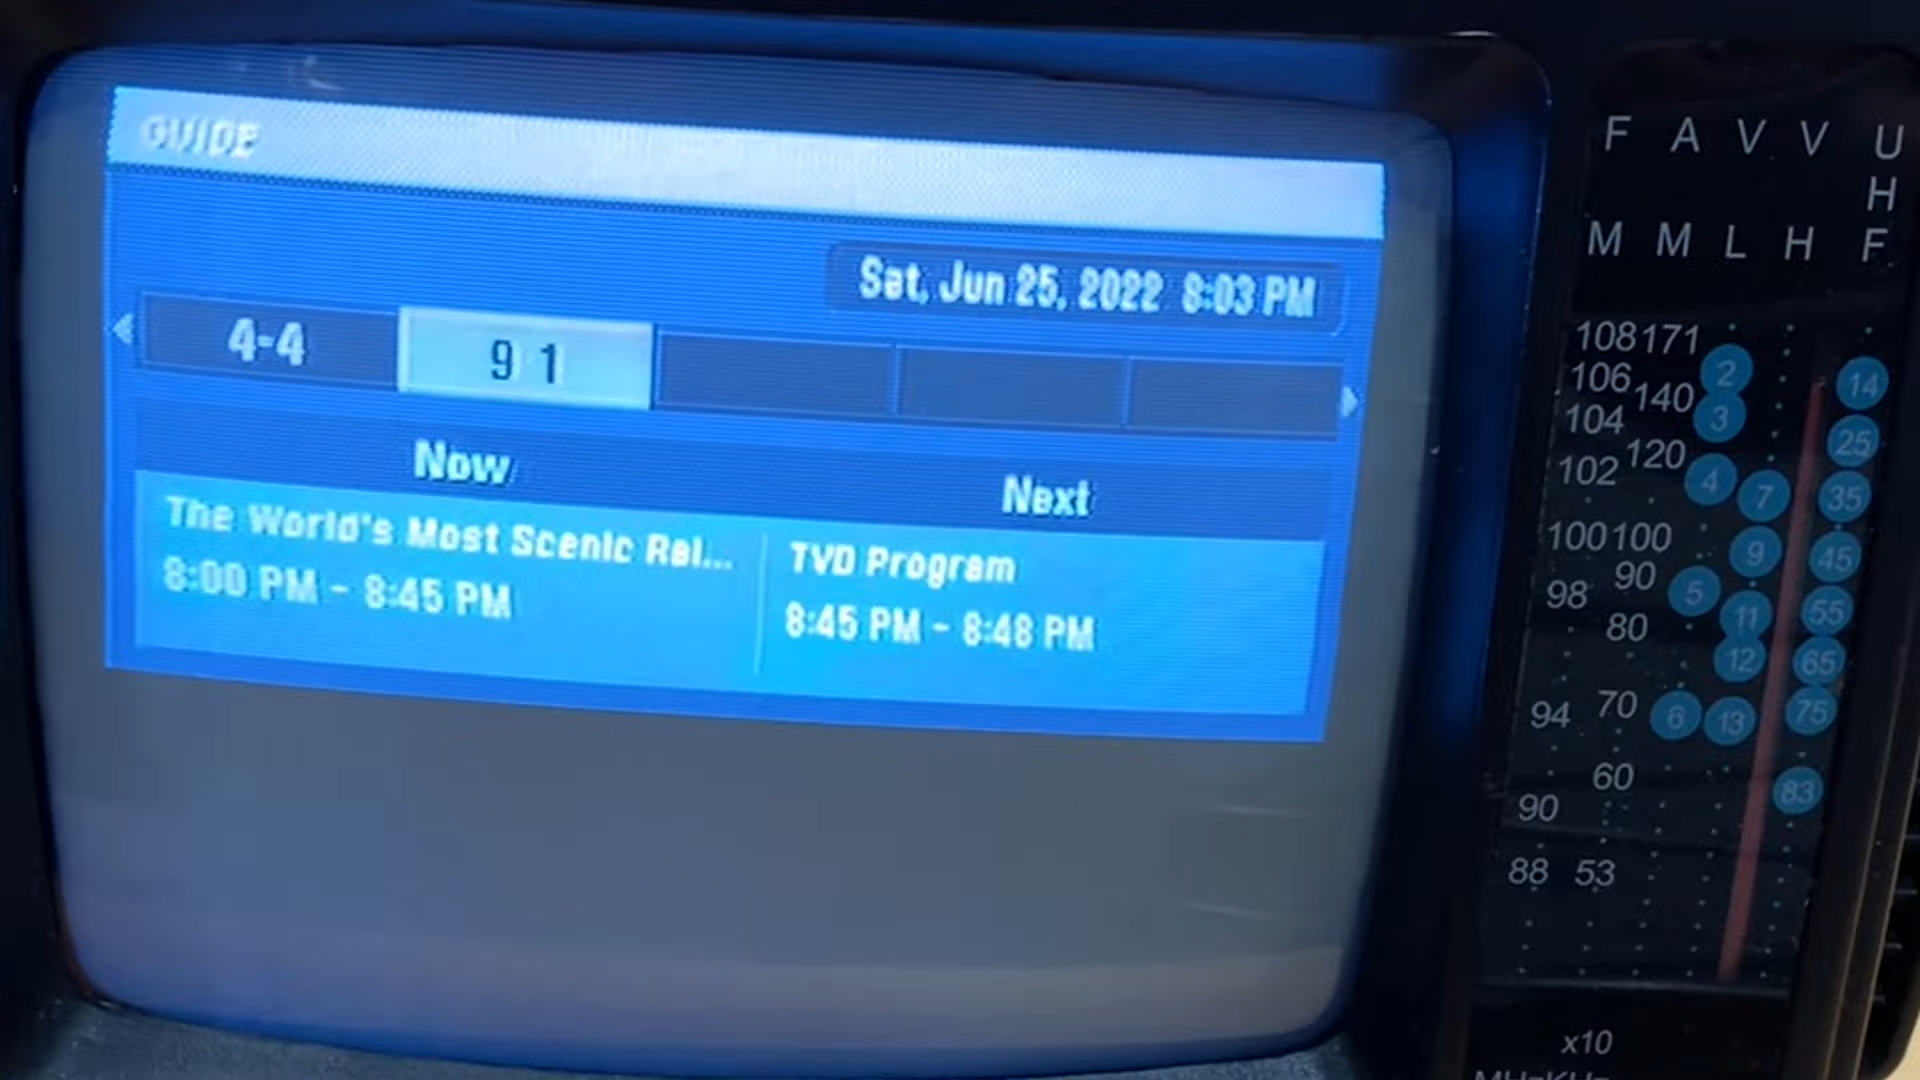 GUIDE
Sat, Jun 25, 2022 8:03 PM
4-4
9 1
Now
Next
The World's Most Scenic Rai...
8:00 PM - 8:45 PM
TVD Program
8:45 PM - 8:48 PM
F A V V U
H
M M L H F
108 171
106 140 2 14
104 3 25
102 120 4 7 35
100 100 9 45
98 90 5 11 55
80 12 65
94 70 6 13 75
60 83
90
88 53
x10